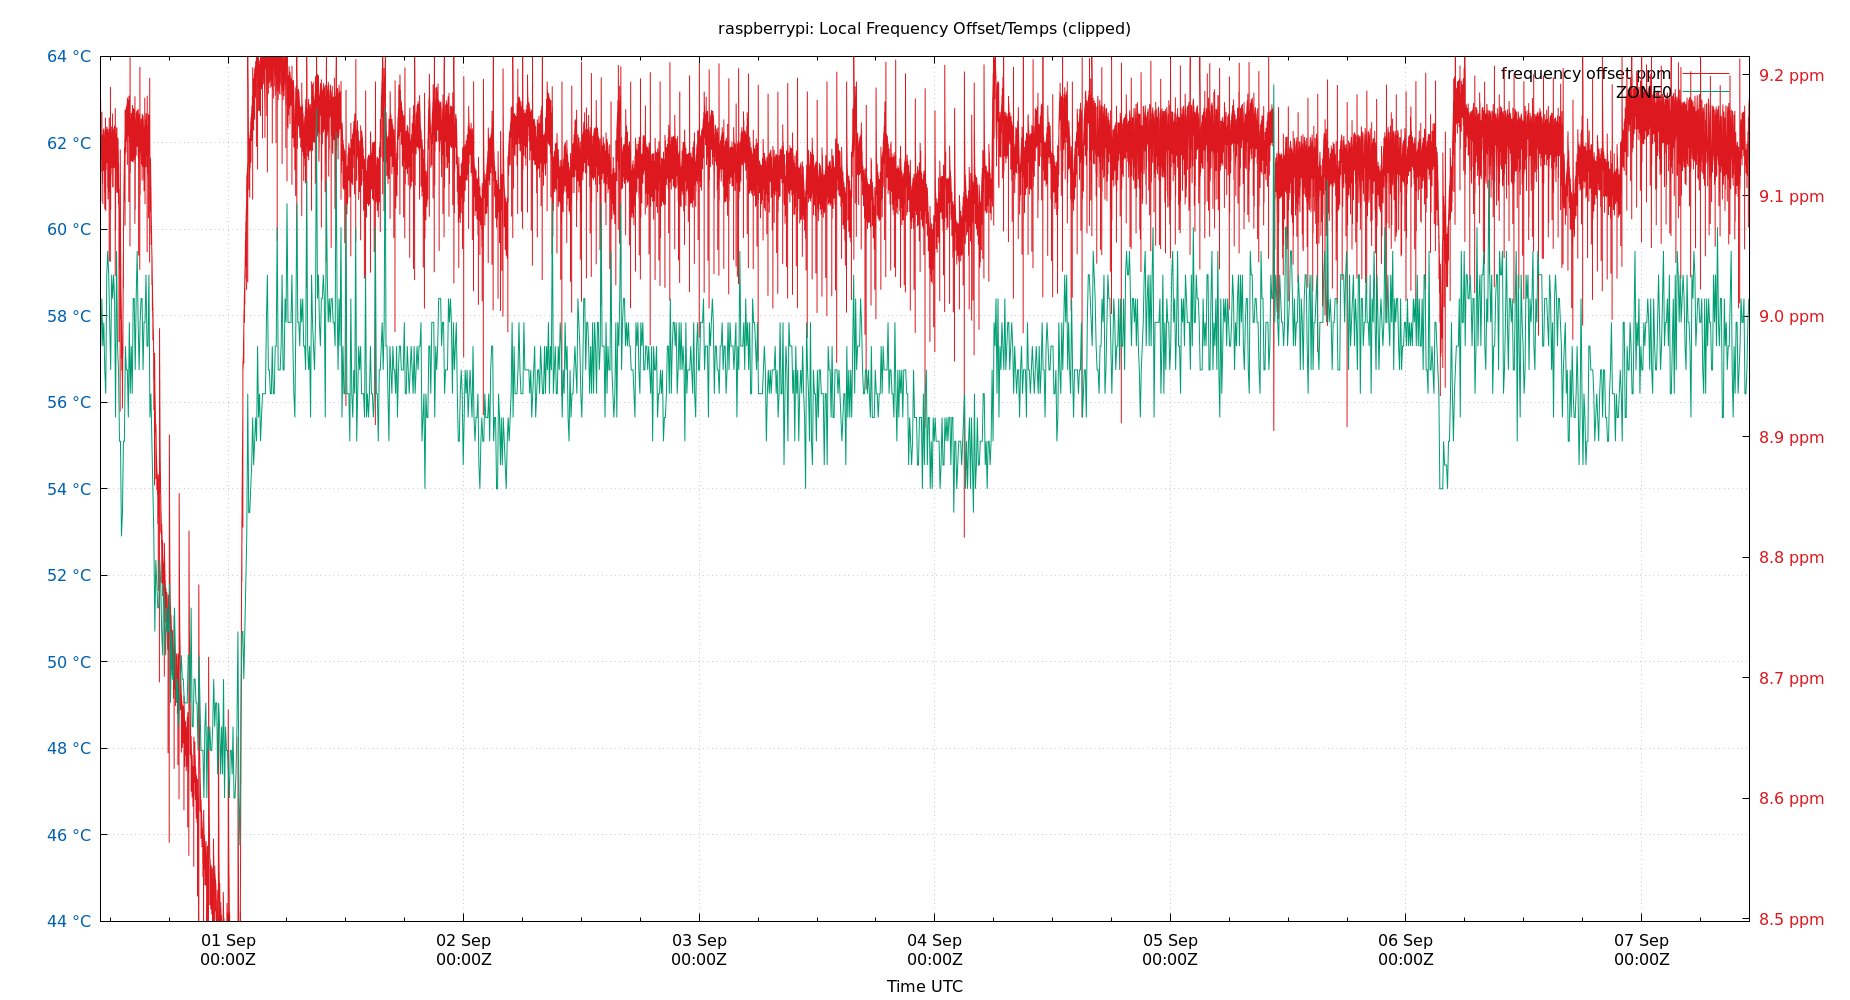 raspberrypi: Local Frequency Offset/Temps (clipped)
64 °C
62 °C
60 °C
58 °C
56 °C
54 °C
52 °C
50 °C
48 °C
46 °C
44 °C
frequency offset ppm
ZONE0
9.2 ppm
9.1 ppm
9.0 ppm
8.9 ppm
8.8 ppm
8.7 ppm
8.6 ppm
8.5 ppm
01 Sep
00:00Z
02 Sep
00:00Z
03 Sep
00:00Z
04 Sep
00:00Z
05 Sep
00:00Z
06 Sep
00:00Z
07 Sep
00:00Z
Time UTC